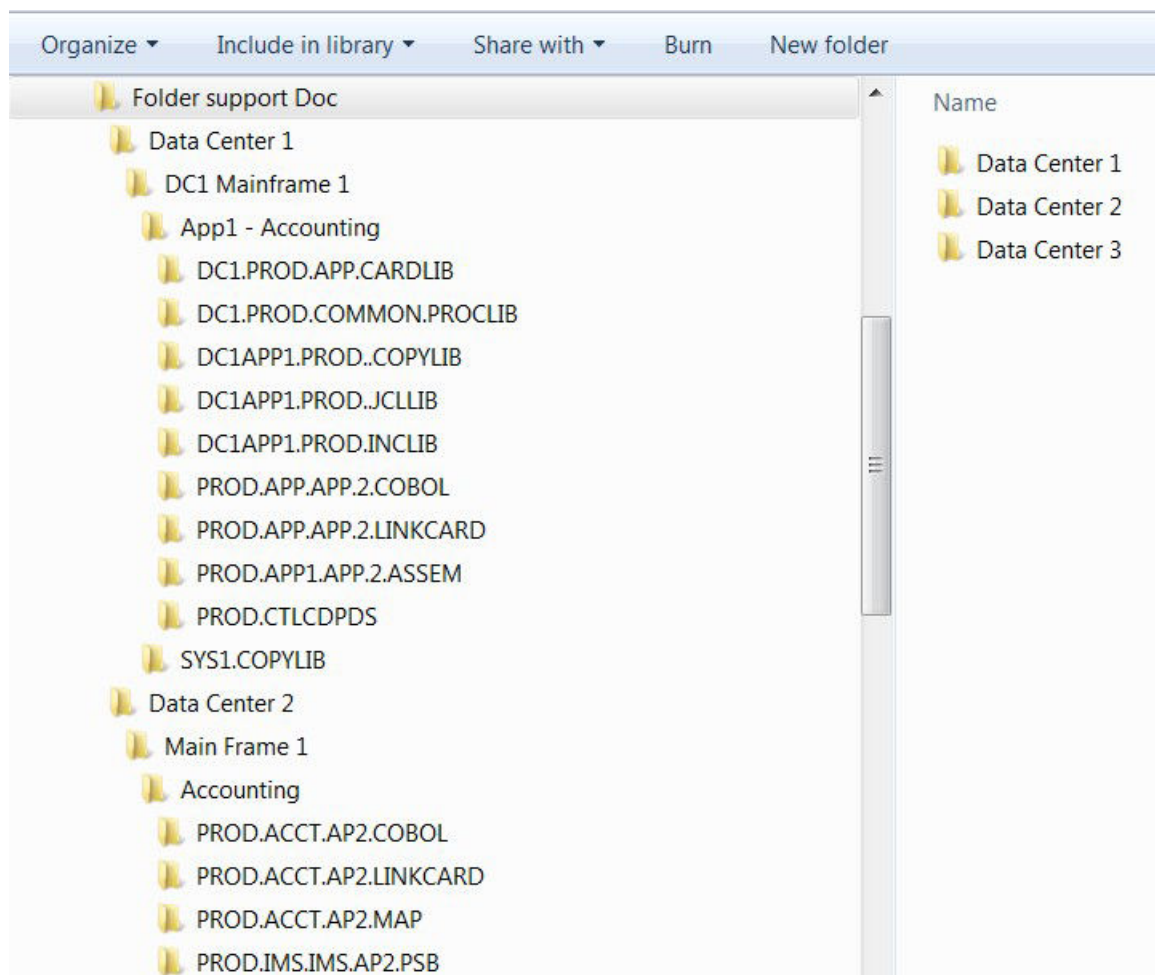 Organize Include in library Share with Burn New folder
Folder support Doc
Data Center 1
DC1 Mainframe 1
App1 - Accounting
DC1.PROD.APP.CARDLIB
DC1.PROD.COMMON.PROCLIB
DC1APP1.PROD..COPYLIB
DC1APP1.PROD..JCLLIB
DC1APP1.PROD.INCLIB
PROD.APP.APP.2.COBOL
PROD.APP.APP.2.LINKCARD
PROD.APP1.APP.2.ASSEM
PROD.CTLCDPDS
SYS1.COPYLIB
Data Center 2
Main Frame 1
Accounting
PROD.ACCT.AP2.COBOL
PROD.ACCT.AP2.LINKCARD
PROD.ACCT.AP2.MAP
PROD.IMS.IMS.AP2.PSB
Name
Data Center 1
Data Center 2
Data Center 3